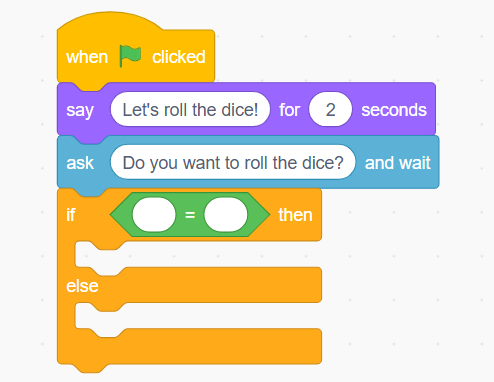 when clicked
say Let's roll the dice! for 2 seconds
ask Do you want to roll the dice? and wait
if = then
else